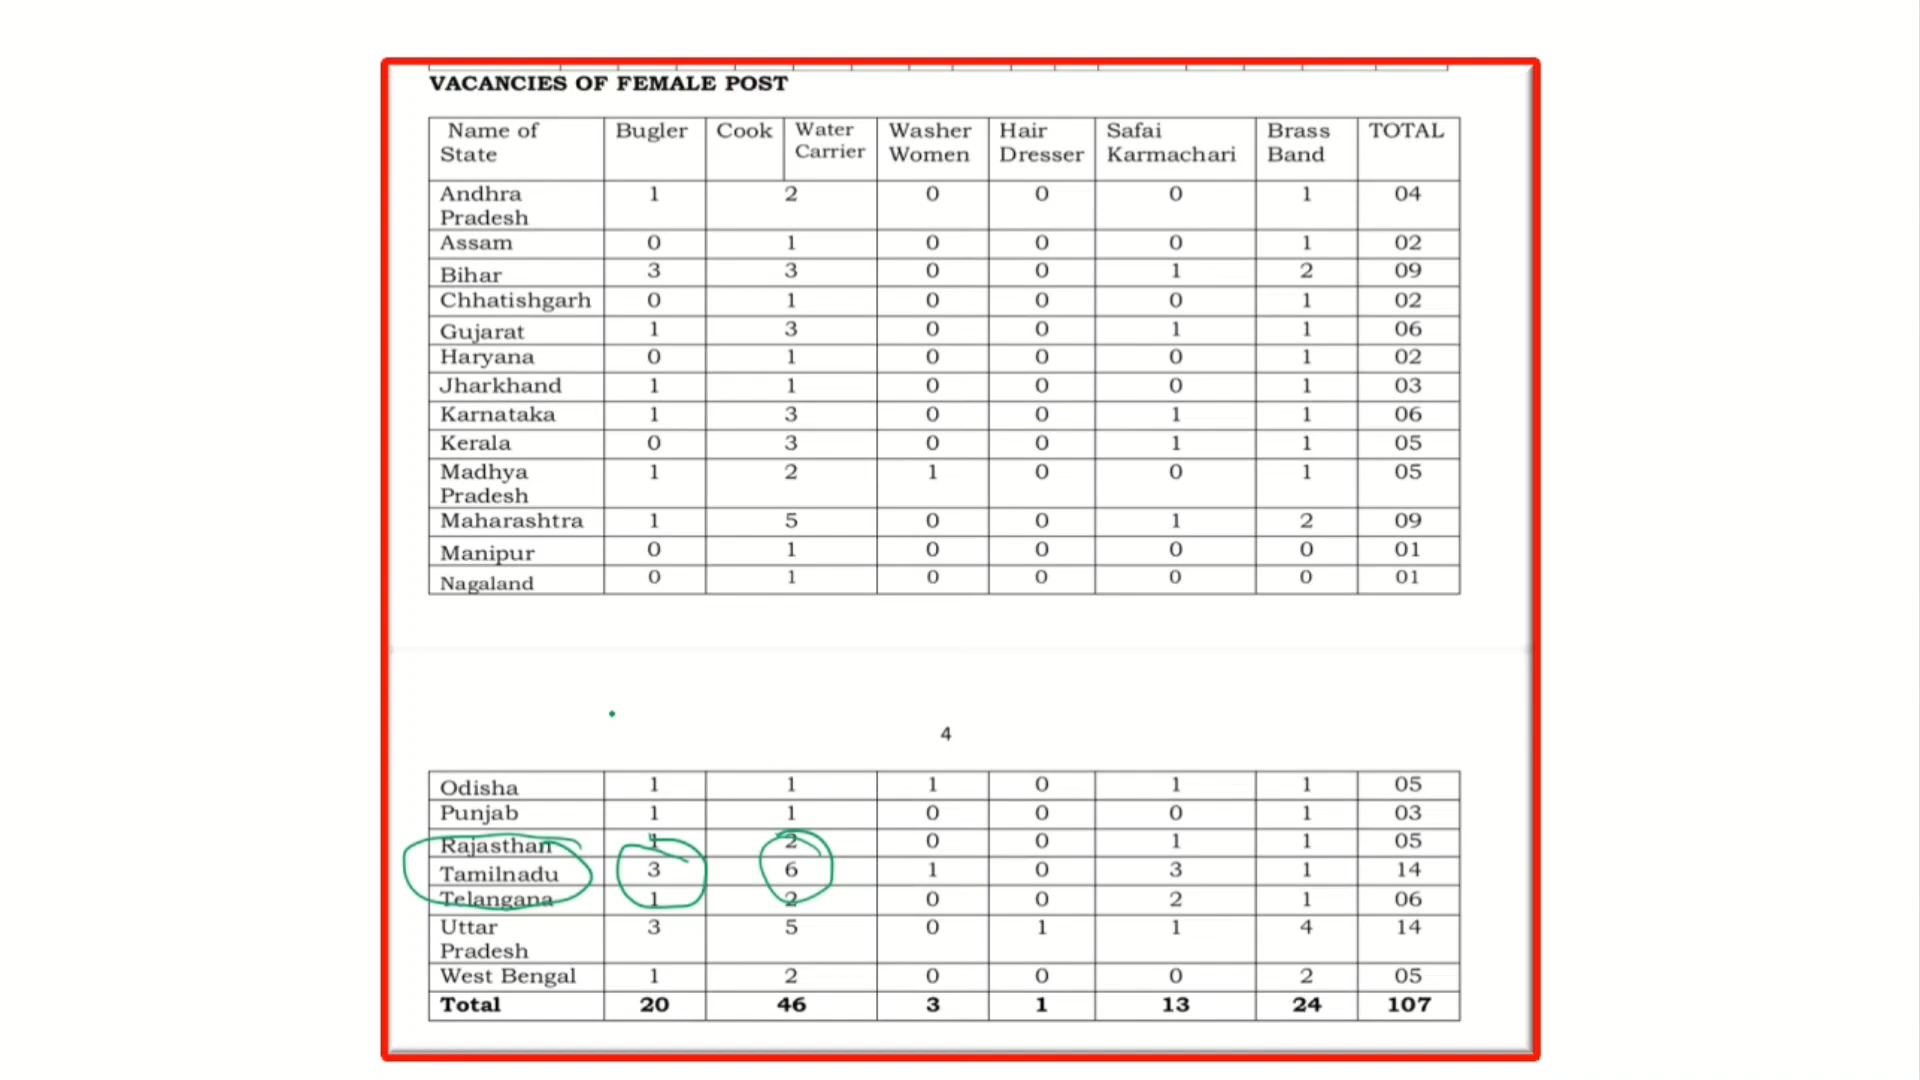 VACANCIES OF FEMALE POST
Name of State Bugler Cook Water Carrier Washer Women Hair Dresser Safai Karmachari Brass Band TOTAL
Andhra Pradesh 1 2 0 0 0 1 04
Assam 0 1 0 0 0 1 02
Bihar 3 3 0 0 1 2 09
Chhatishgarh 0 1 0 0 0 1 02
Gujarat 1 3 0 0 1 1 06
Haryana 0 1 0 0 0 1 02
Jharkhand 1 1 0 0 0 1 03
Karnataka 1 3 0 0 1 1 06
Kerala 0 3 0 0 1 1 05
Madhya Pradesh 1 2 1 0 0 1 05
Maharashtra 1 5 0 0 1 2 09
Manipur 0 1 0 0 0 0 01
Nagaland 0 1 0 0 0 0 01
4
Odisha 1 1 1 0 1 1 05
Punjab 1 1 0 0 0 1 03
Rajasthan 1 2 0 0 1 1 05
Tamilnadu 3 6 1 0 3 1 14
Telangana 1 2 0 0 2 1 06
Uttar Pradesh 3 5 0 1 1 4 14
West Bengal 1 2 0 0 0 2 05
Total 20 46 3 1 13 24 107